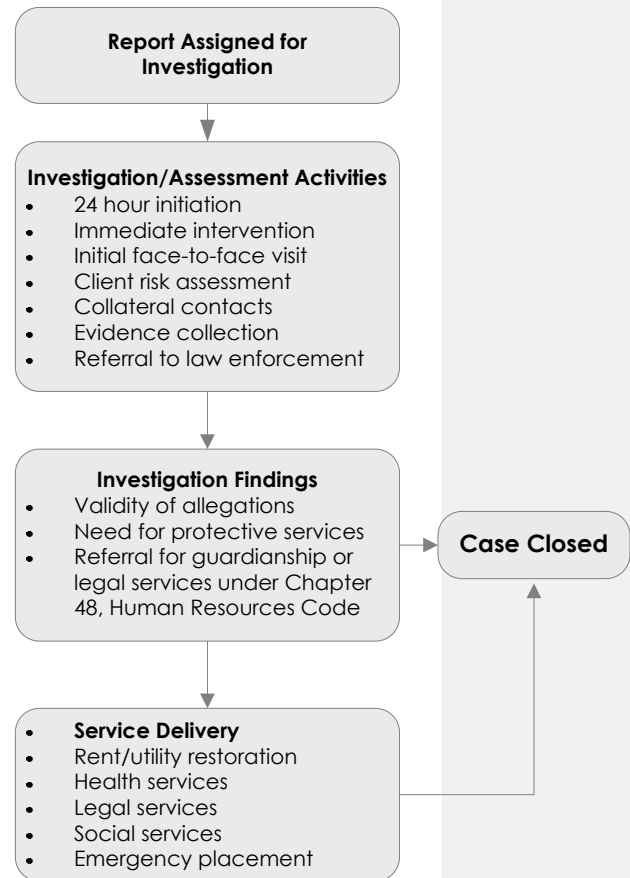 Report Assigned for
Investigation
Investigation/Assessment Activities
• 24 hour initiation
• Immediate intervention
• Initial face-to-face visit
• Client risk assessment
• Collateral contacts
• Evidence collection
• Referral to law enforcement
Investigation Findings
• Validity of allegations
• Need for protective services
• Referral for guardianship or
legal services under Chapter
48, Human Resources Code
Case Closed
• Service Delivery
• Rent/utility restoration
• Health services
• Legal services
• Social services
• Emergency placement